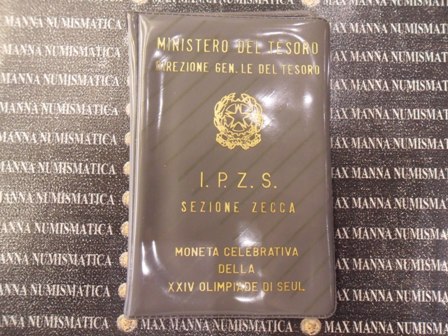 MINISTERO DEL TESORO
DIREZIONE GEN.LE DEL TESORO
I.P.Z.S.
SEZIONE ZECCA
MONETA CELEBRATIVA
DELLA
XXIV OLIMPIADE DI SEUL
MAX MANNA NUMISMATICA